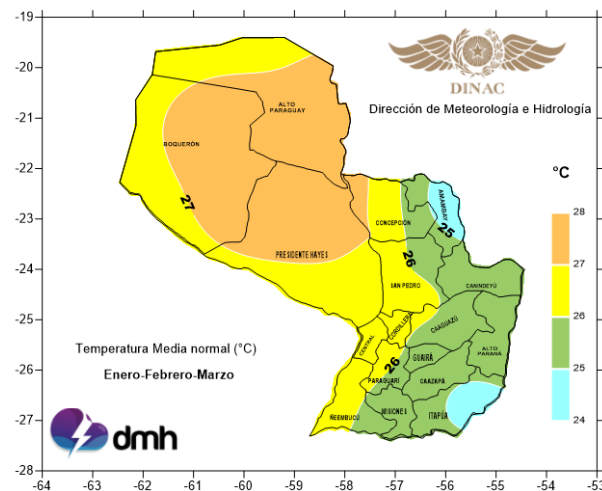 -19
-20
-21
-22
-23
-24
-25
-26
-27
-28
-64
-63
-62
-61
-60
-59
-58
-57
-56
-55
-54
-53
DINAC
Dirección de Meteorología e Hidrología
°C
28
27
26
25
24
ALTO
PARAGUAY
BOQUERÓN
27
PRESIDENTE HAYES
CONCEPCIÓN
AMAMBAY
25
26
SAN PEDRO
CANINDEYÚ
CORDILLERA
CENTRAL
CAAGUAZÚ
ALTO
PARANÁ
GUAIRÁ
26
PARAGUARÍ
CAAZAPÁ
ÑEEMBUCÚ
MISIONES
ITAPÚA
Temperatura Media normal (°C)
Enero-Febrero-Marzo
dmh